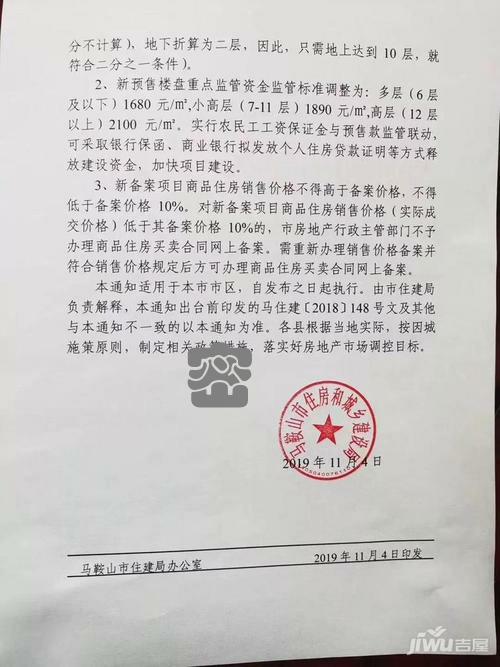 分不计算),地下折算为二层,因此,只需地上达到 10 层,就
符合二分之一条件)。
2、新预售楼盘重点监管资金监管标准调整为:多层(6 层
及以下)1680 元/㎡,小高层(7-11 层)1890 元/㎡,高层(12 层
以上)2100 元/㎡。实行农民工工资保证金与预售款监管联动,
可采取银行保函、商业银行拟发放个人住房贷款证明等方式释
放建设资金,加快项目建设。
3、新备案项目商品住房销售价格不得高于备案价格,不得
低于备案价格 10%。对新备案项目商品住房销售价格(实际成
交价格)低于其备案价格 10%的,市房地产行政主管部门不予
办理商品住房买卖合同网上备案。需重新办理销售价格备案并
符合销售价格规定后方可办理商品住房买卖合同网上备案。
本通知适用于本市市区,自发布之日起执行。由市住建局
负责解释,本通知出台前印发的马住建〔2018〕148 号文及其他
与本通知不一致的以本通知为准。各县根据当地实际,按因城
施策原则,制定相关政策措施,落实好房地产市场调控目标。
马鞍山市住房和城乡建设局
2019 年 11 月 4 日
马鞍山市住建局办公室 2019 年 11 月 4 日印发
JIWU吉屋